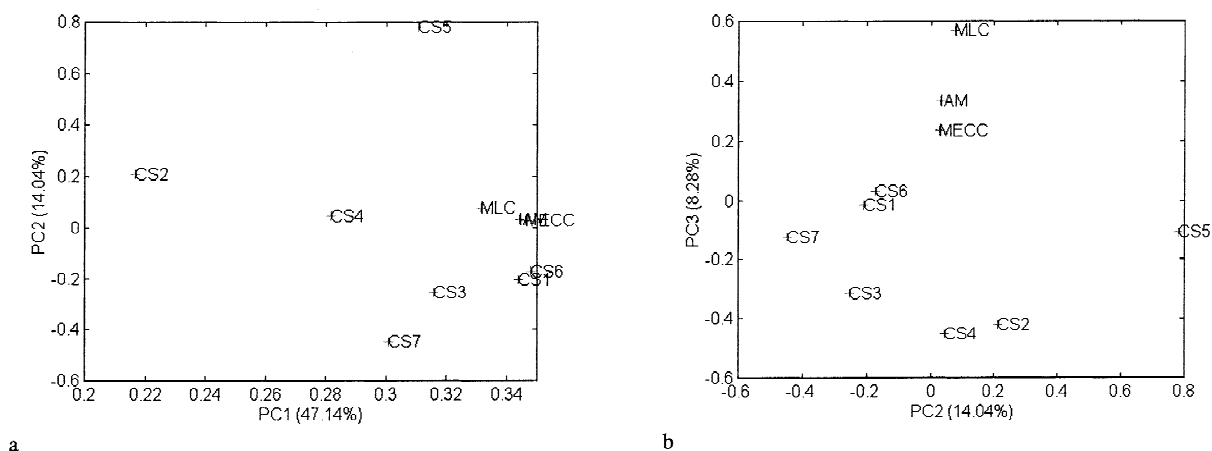 0.8
0.6
0.4
0.2
0
-0.2
-0.4
-0.6
PC2 (14.04%)
CS5
CS2
CS4
MLC
IAM
MECC
CS6
CS1
CS3
CS7
0.2 0.22 0.24 0.26 0.28 0.3 0.32 0.34
PC1 (47.14%)
a
0.6
0.4
0.2
0
-0.2
-0.4
-0.6
PC3 (8.28%)
MLC
IAM
MECC
CS6
CS1
CS5
CS7
CS3
CS2
CS4
-0.6 -0.4 -0.2 0 0.2 0.4 0.6 0.8
PC2 (14.04%)
b